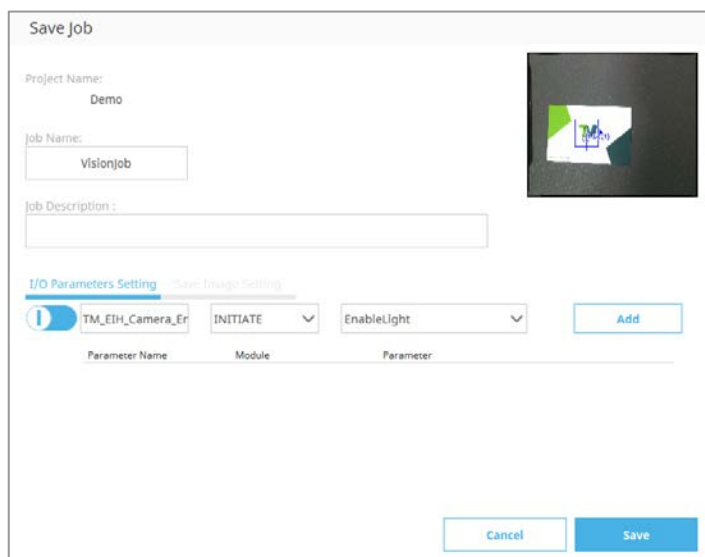 Save Job
Project Name:
Demo
Job Name:
VisionJob
Job Description :
I/O Parameters Setting Save Image Setting
TM_EIH_Camera_Er INITIATE EnableLight Add
Parameter Name Module Parameter
TM
Cancel Save